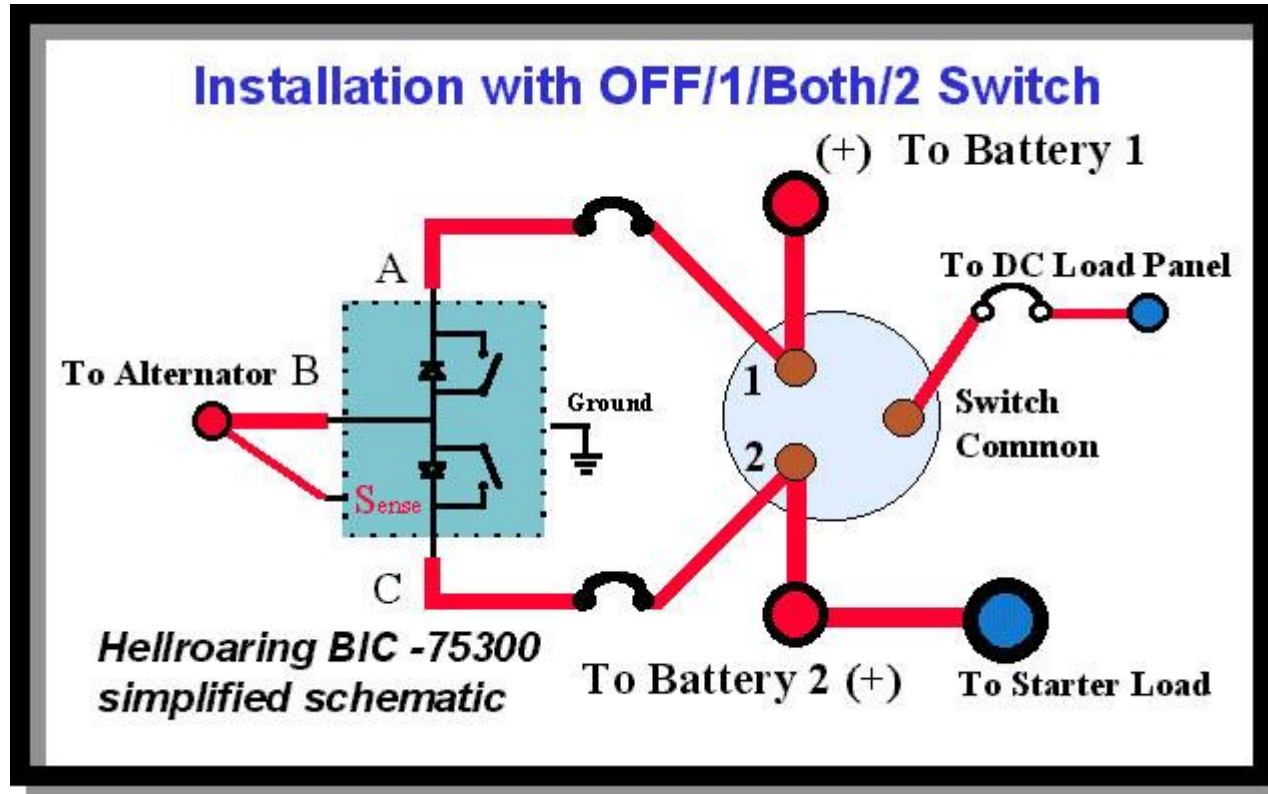 Installation with OFF/1/Both/2 Switch
(+) To Battery 1
A
To DC Load Panel
To Alternator B
1
Ground
Switch
Common
2
Sense
C
Hellroaring BIC -75300
simplified schematic
To Battery 2 (+)
To Starter Load